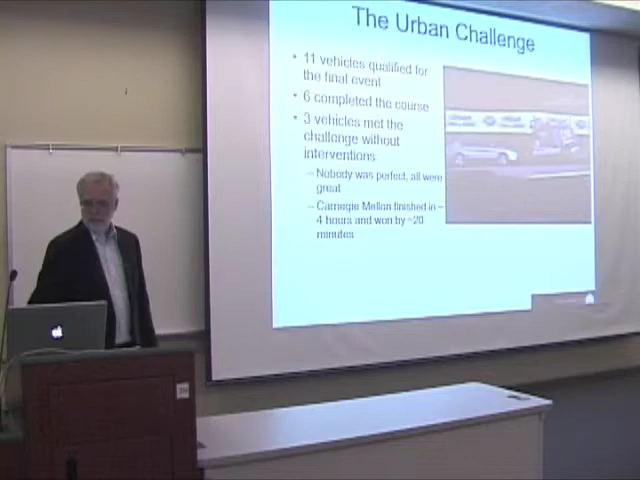 The Urban Challenge
• 11 vehicles qualified for
the final event
• 6 completed the course
• 3 vehicles met the
challenge without
interventions
– Nobody was perfect, all were
great
– Carnegie Mellon finished in ~
4 hours and won by ~20
minutes